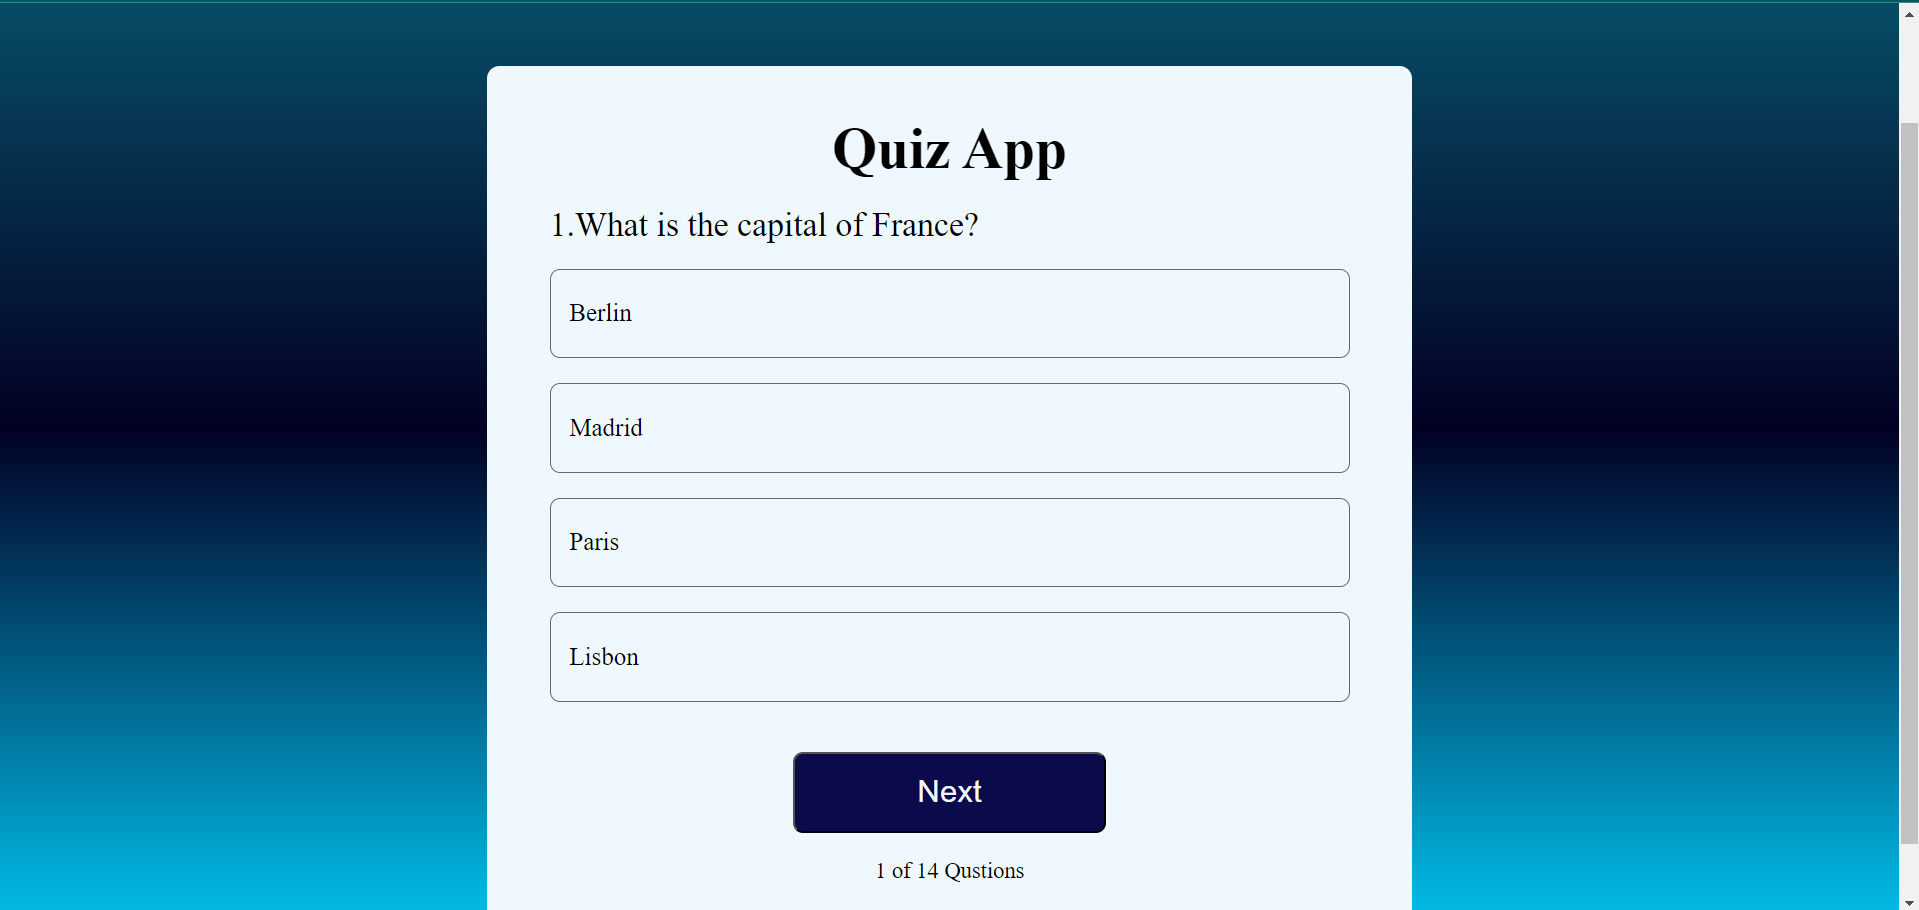 Quiz App
1.What is the capital of France?
Berlin
Madrid
Paris
Lisbon
Next
1 of 14 Qustions